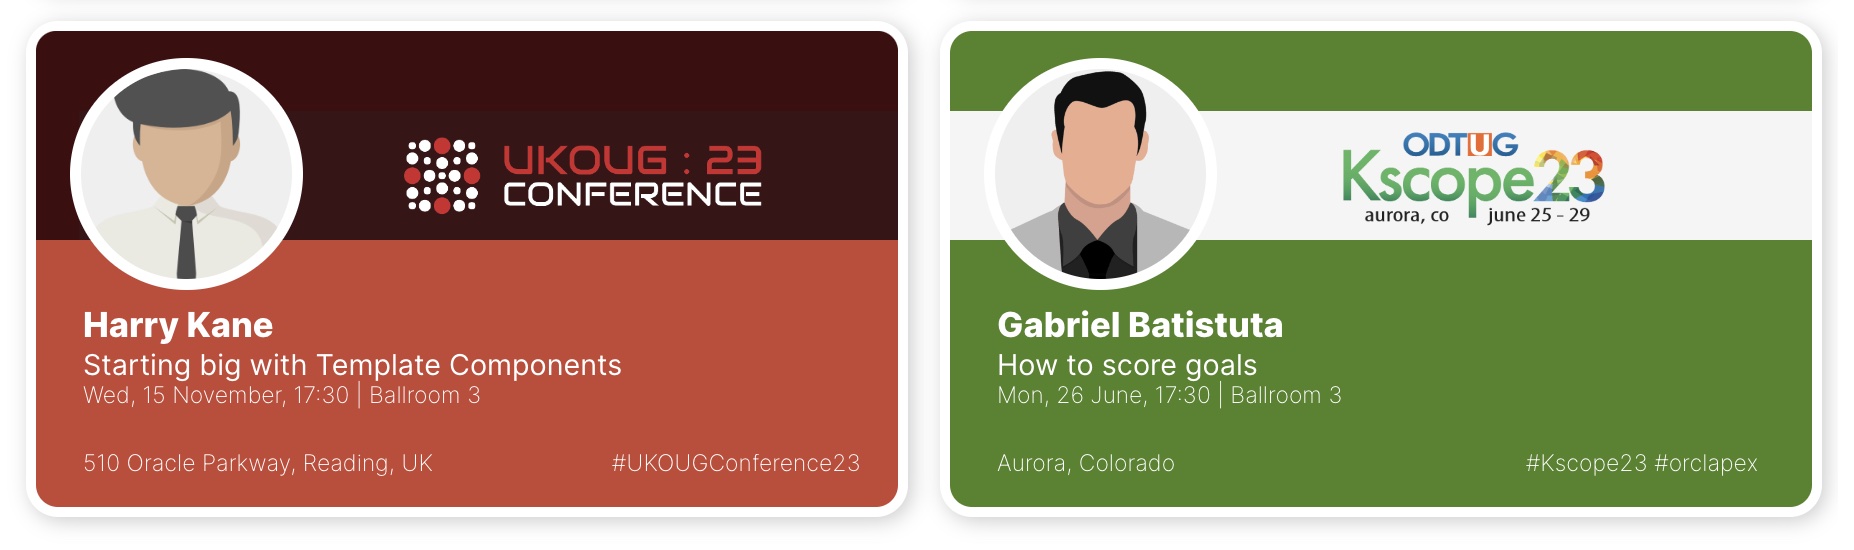 UKOUG : 23
CONFERENCE
Harry Kane
Starting big with Template Components
Wed, 15 November, 17:30 | Ballroom 3
510 Oracle Parkway, Reading, UK
#UKOUGConference23
ODTUG
Kscope23
aurora, co june 25 - 29
Gabriel Batistuta
How to score goals
Mon, 26 June, 17:30 | Ballroom 3
Aurora, Colorado
#Kscope23 #orclapex